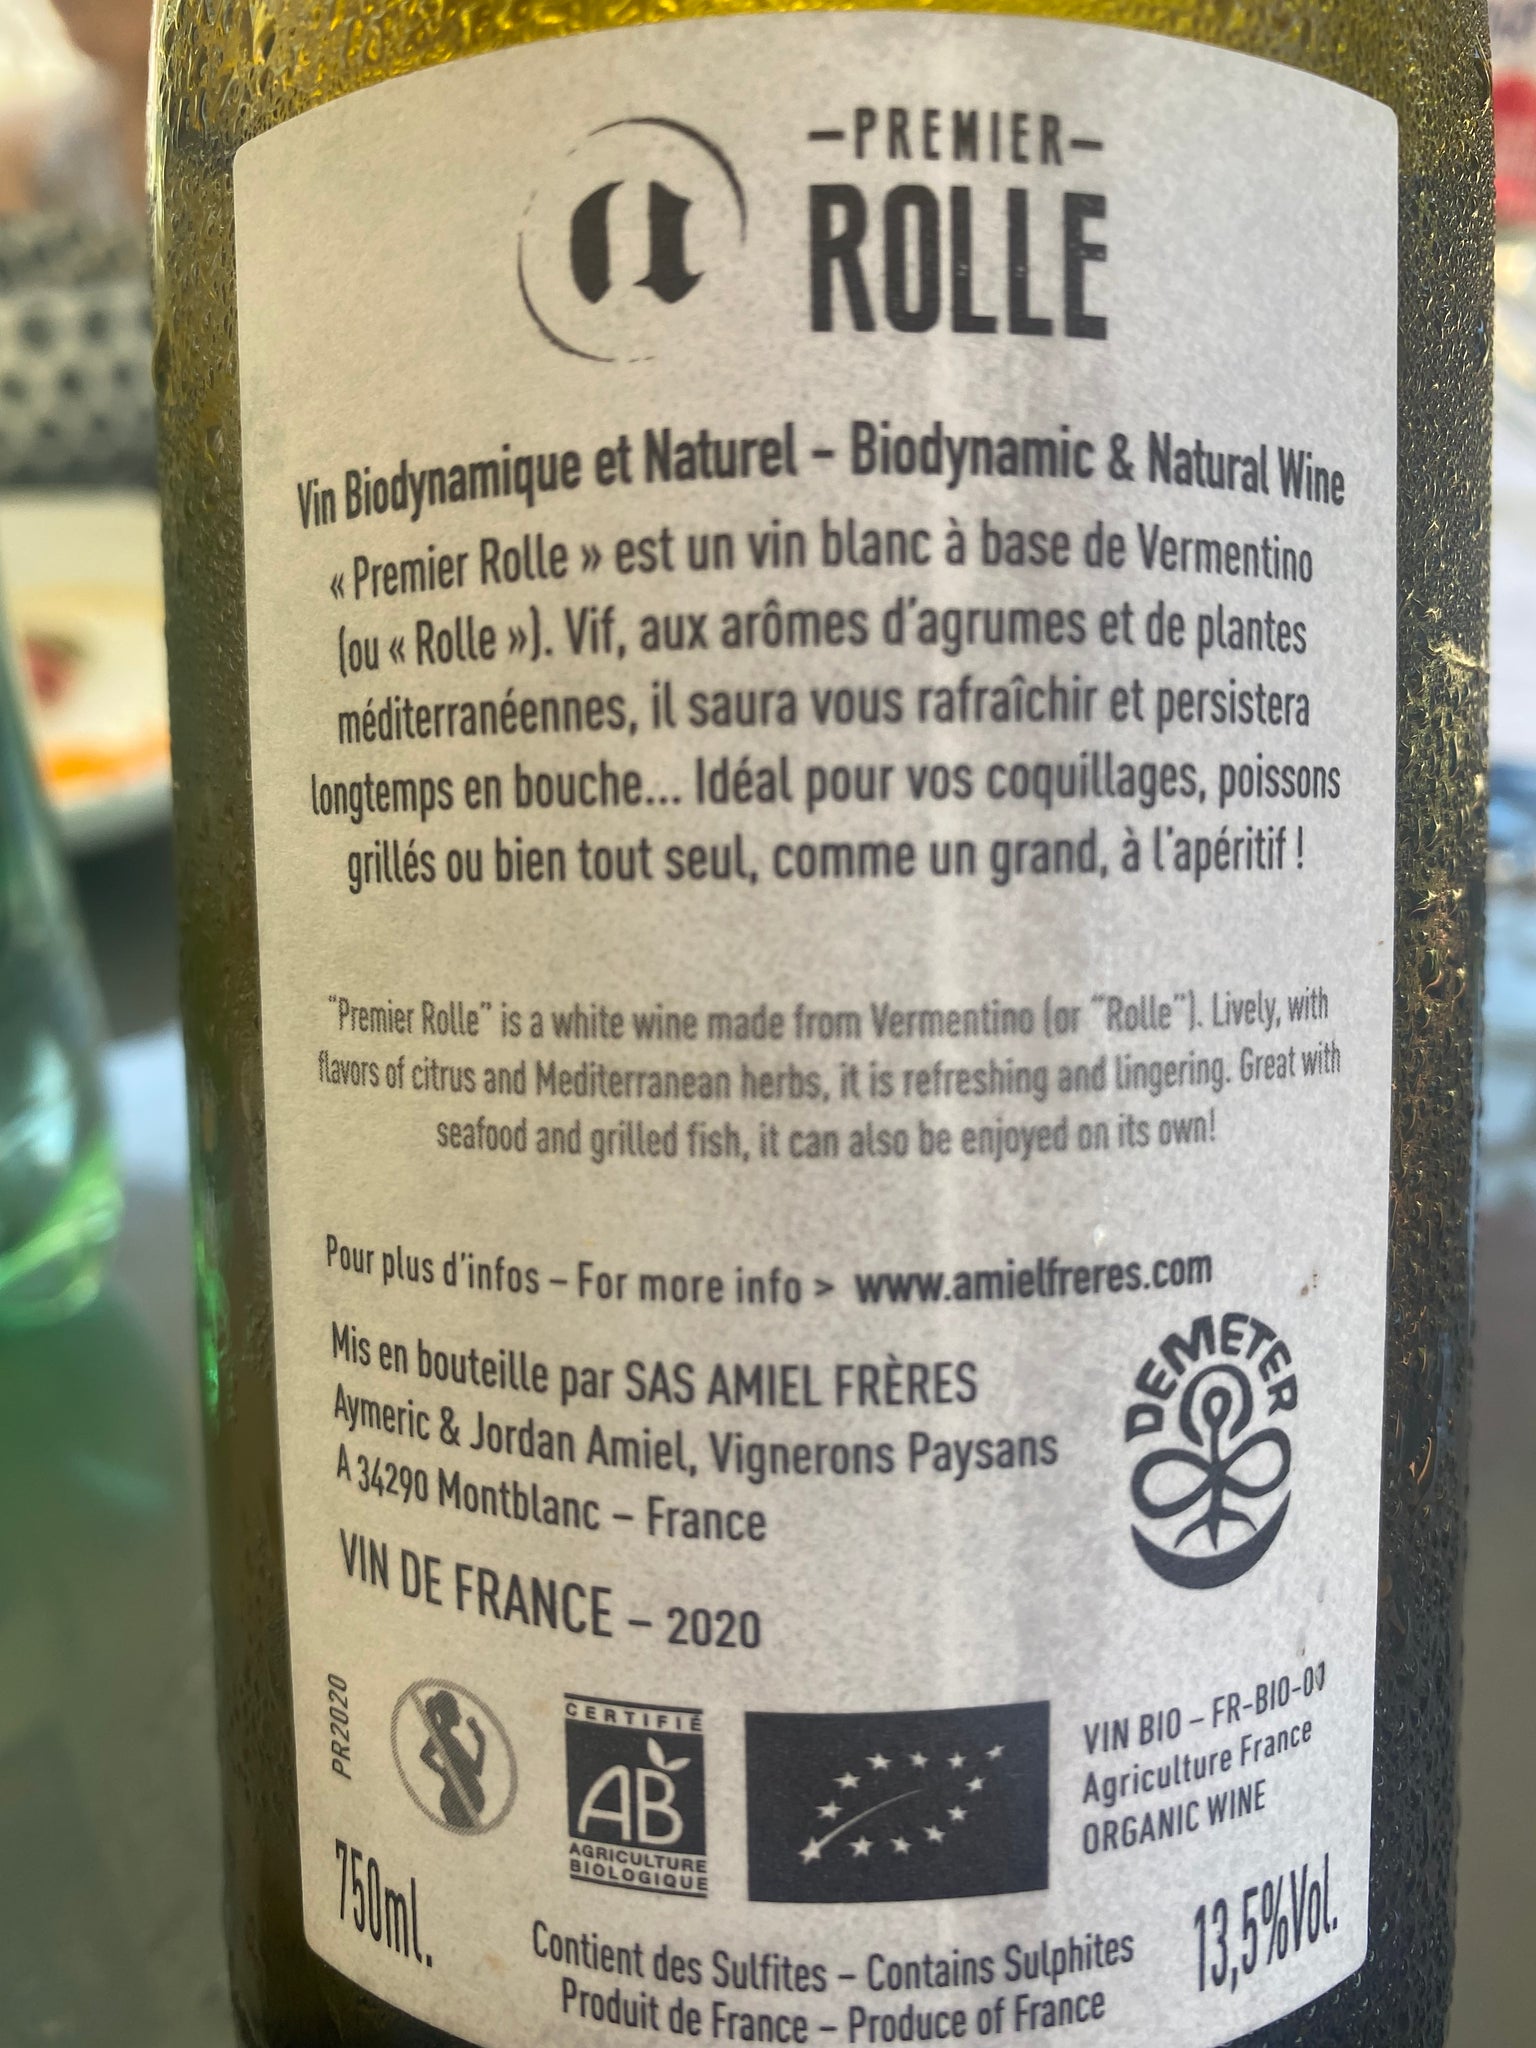 a
–PREMIER–
ROLLE
Vin Biodynamique et Naturel – Biodynamic & Natural Wine
« Premier Rolle » est un vin blanc à base de Vermentino
(ou « Rolle »). Vif, aux arômes d'agrumes et de plantes
méditerranéennes, il saura vous rafraîchir et persistera
longtemps en bouche... Idéal pour vos coquillages, poissons
grillés ou bien tout seul, comme un grand, à l'apéritif !
"Premier Rolle" is a white wine made from Vermentino (or "Rolle"). Lively, with
flavors of citrus and Mediterranean herbs, it is refreshing and lingering. Great with
seafood and grilled fish, it can also be enjoyed on its own!
Pour plus d'infos – For more info > www.amielfreres.com
Mis en bouteille par SAS AMIEL FRÈRES
Aymeric & Jordan Amiel, Vignerons Paysans
A 34290 Montblanc – France
DEMETER
VIN DE FRANCE – 2020
PR2020
CERTIFIÉ
AB
AGRICULTURE
BIOLOGIQUE
VIN BIO – FR-BIO-01
Agriculture France
ORGANIC WINE
750ml.
Contient des Sulfites – Contains Sulphites
Produit de France – Produce of France
13,5%Vol.